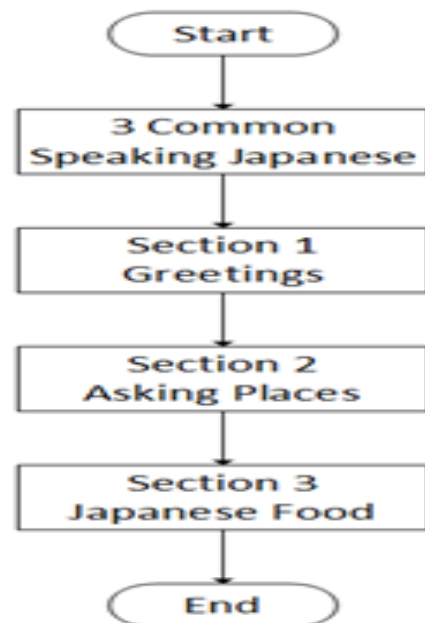 Start
3 Common
Speaking Japanese
Section 1
Greetings
Section 2
Asking Places
Section 3
Japanese Food
End